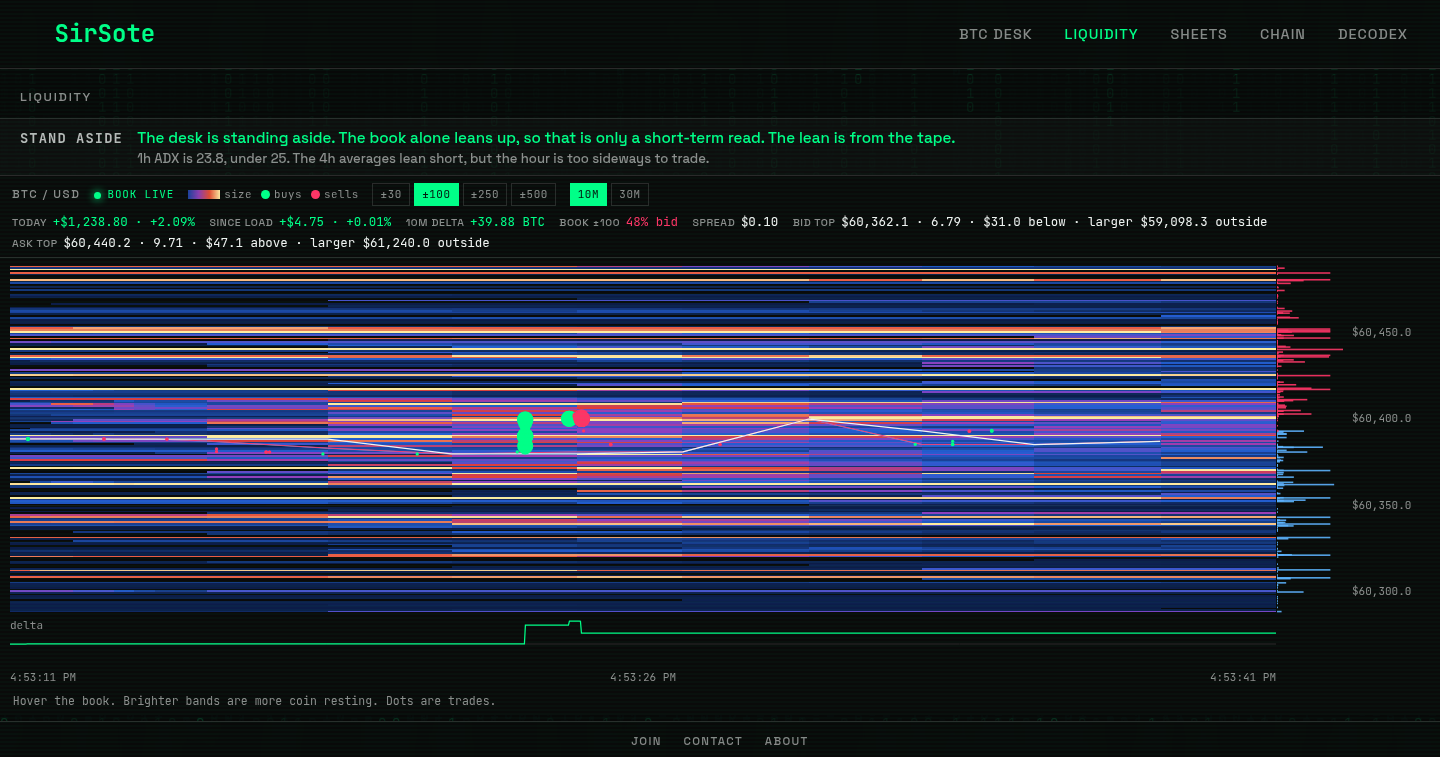 SirSote
BTC DESK LIQUIDITY SHEETS CHAIN DECODEX
LIQUIDITY
STAND ASIDE The desk is standing aside. The book alone leans up, so that is only a short-term read. The lean is from the tape.
1h ADX is 23.8, under 25. The 4h averages lean short, but the hour is too sideways to trade.
BTC / USD BOOK LIVE size buys sells ±30 ±100 ±250 ±500 10M 30M
TODAY +$1,238.80 · +2.09% SINCE LOAD +$4.75 · +0.01% 10M DELTA +39.88 BTC BOOK ±100 48% bid SPREAD $0.10 BID TOP $60,362.1 · 6.79 · $31.0 below · larger $59,098.3 outside
ASK TOP $60,440.2 · 9.71 · $47.1 above · larger $61,240.0 outside
$60,450.0
$60,400.0
$60,350.0
$60,300.0
delta
4:53:11 PM 4:53:26 PM 4:53:41 PM
Hover the book. Brighter bands are more coin resting. Dots are trades.
JOIN CONTACT ABOUT